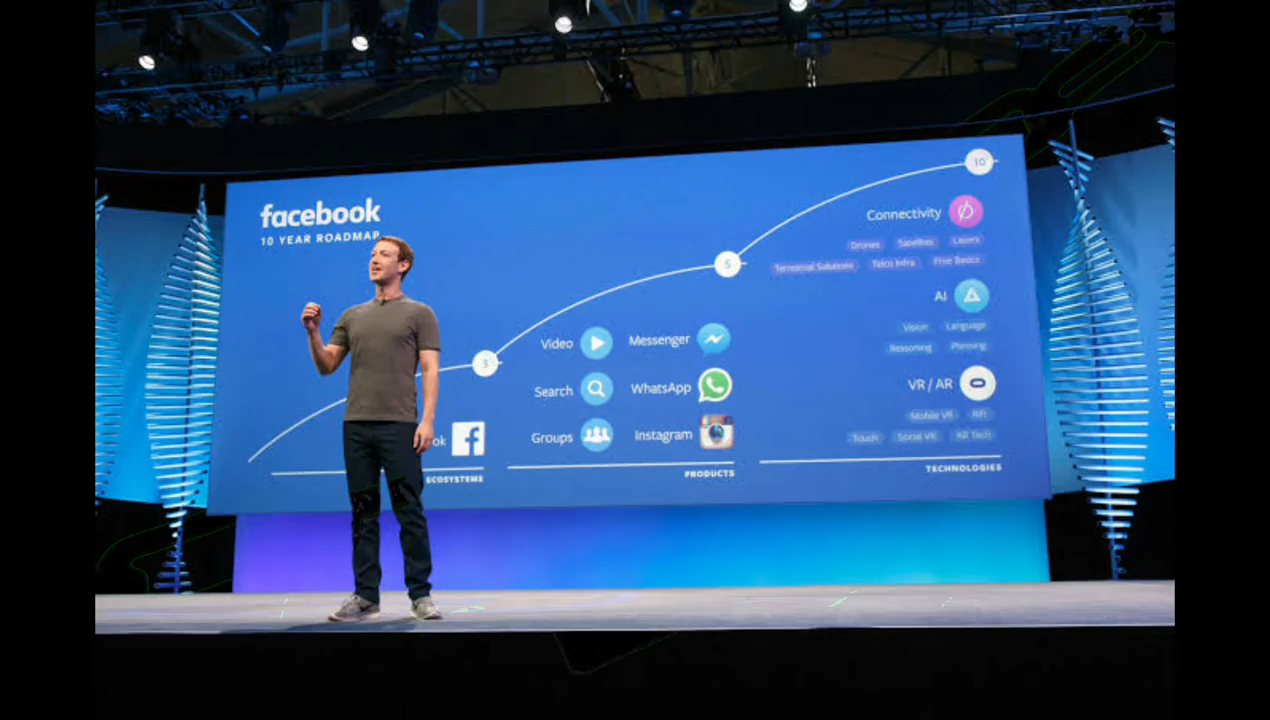 facebook
10 YEAR ROADMAP
3
5
10
ok
ECOSYSTEMS
Video
Messenger
Search
WhatsApp
Groups
Instagram
PRODUCTS
Connectivity
Drones Satellites Lasers
Terrestrial Solutions Telco Infra Free Basics
AI
Vision Language
Reasoning Planning
VR / AR
Mobile VR Rift
Touch Social VR AR Tech
TECHNOLOGIES